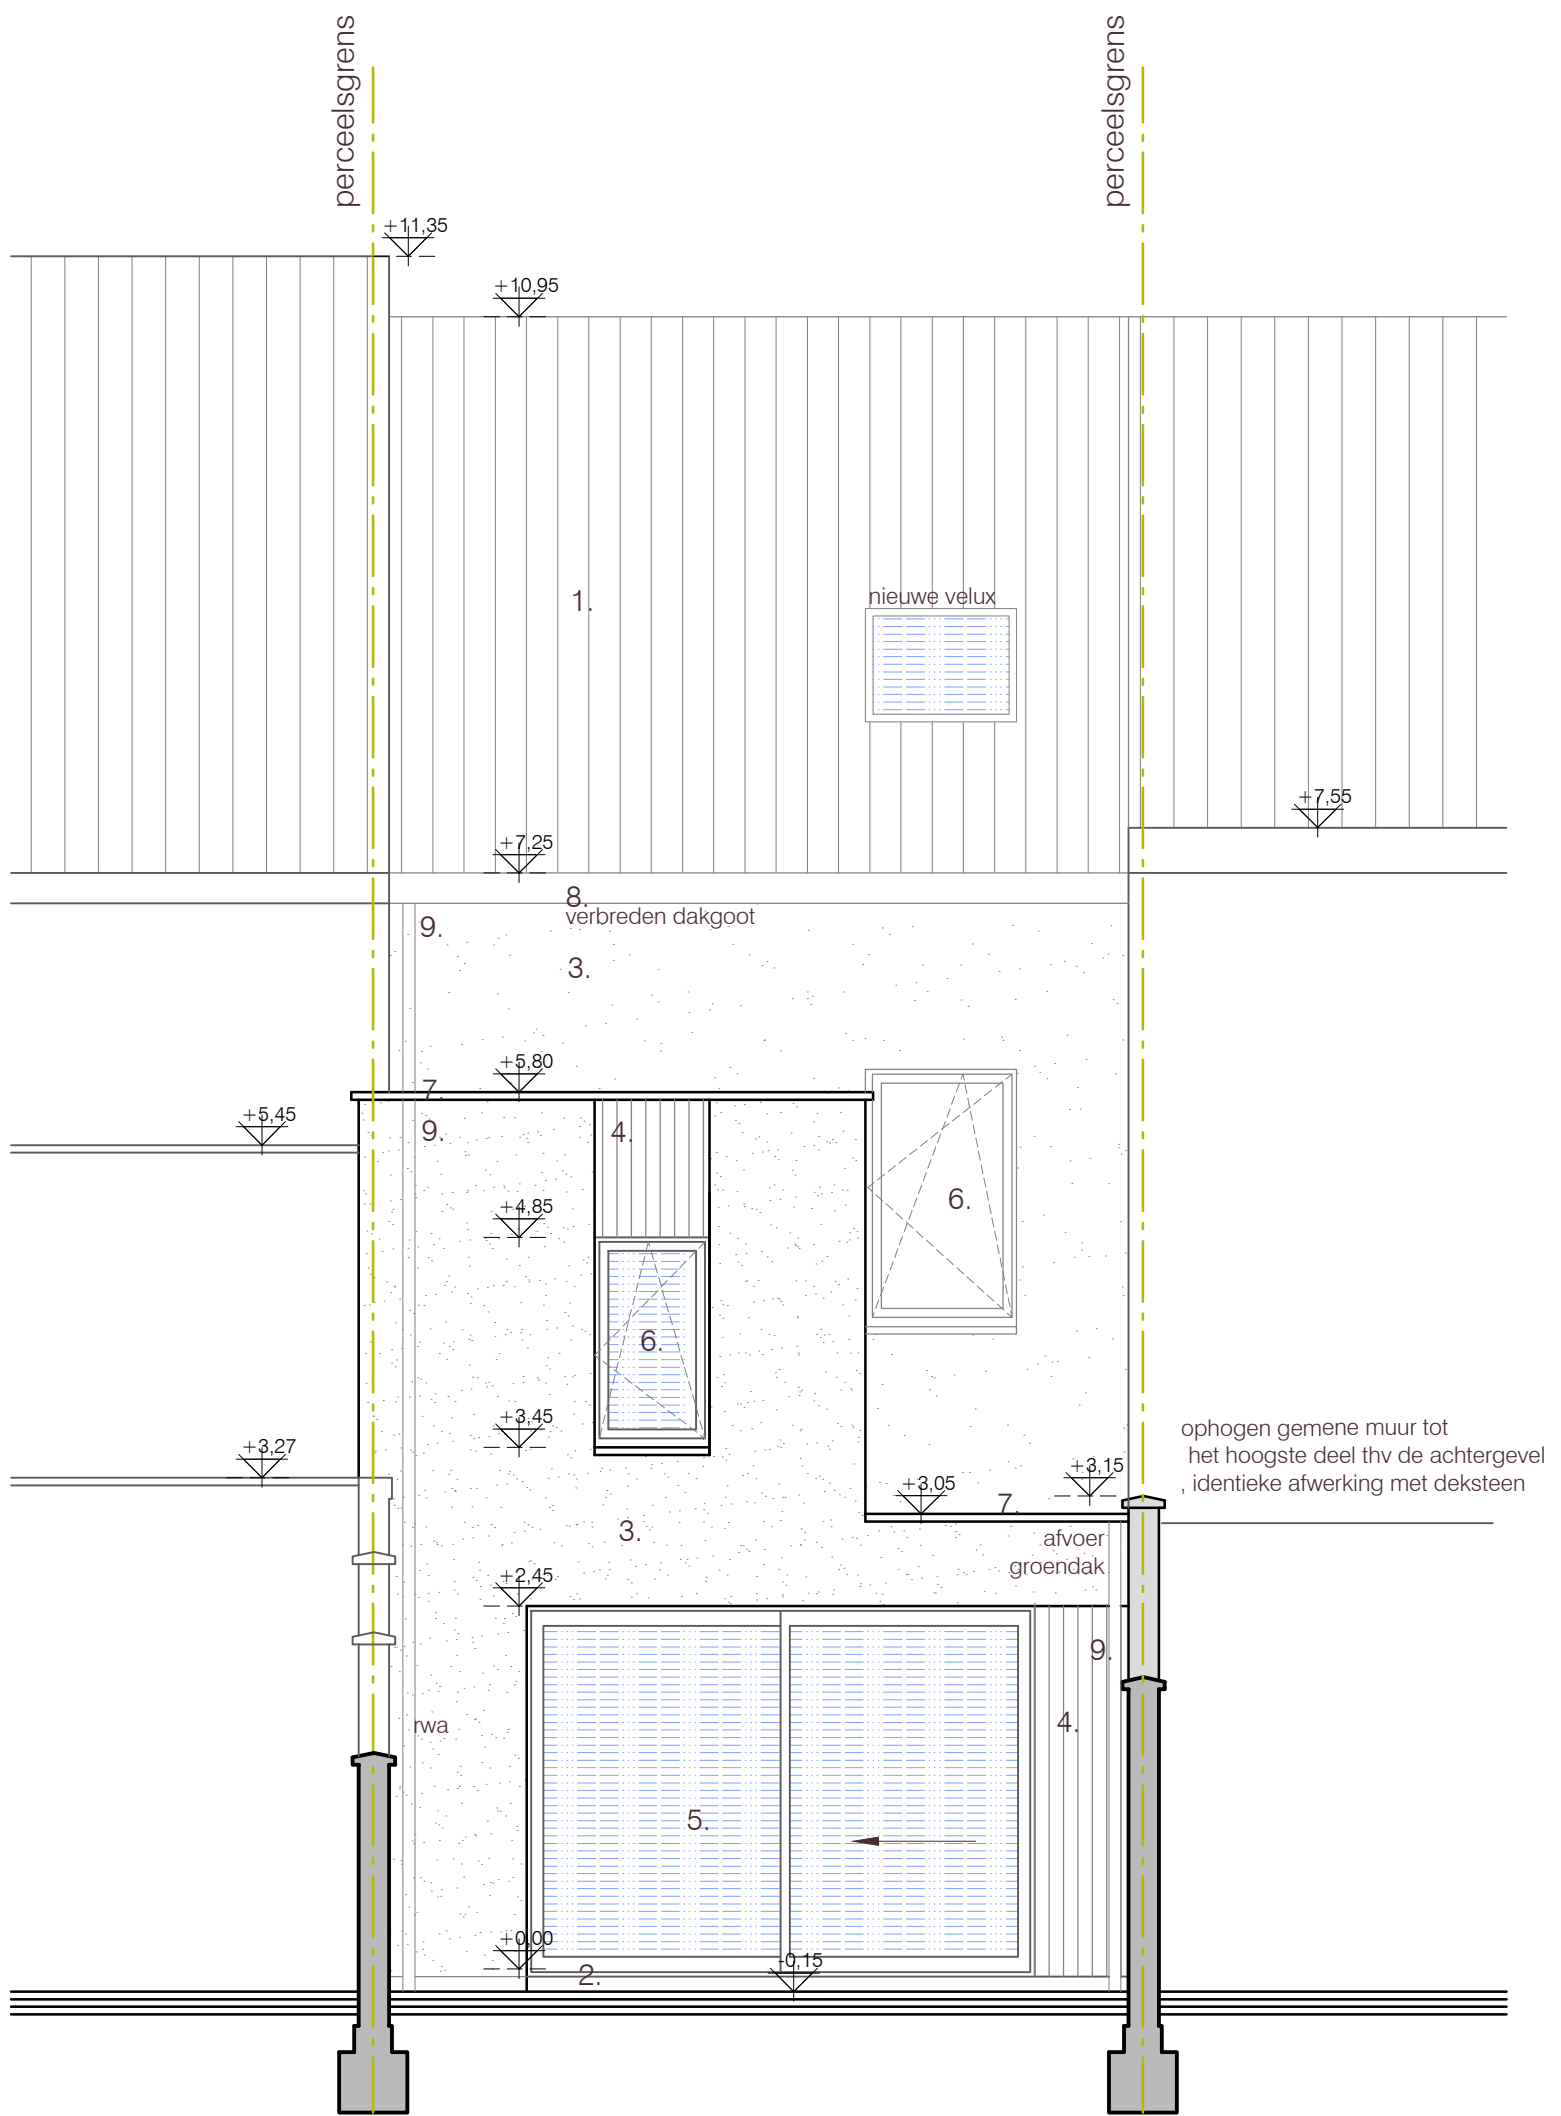 perceelsgrens
perceelsgrens
+11,35
+10,95
1.
nieuwe velux
+7,55
+7,25
8.
verbreden dakgoot
9.
3.
+5,80
7.
+5,45
9.
4.
+4,85
6.
6.
+3,45
ophogen gemene muur tot
het hoogste deel thv de achtergevel
, identieke afwerking met deksteen
+3,27
+3,15
+3,05
7.
3.
afvoer
groendak
+2,45
9.
rwa
4.
5.
+0,00
-0,15
2.